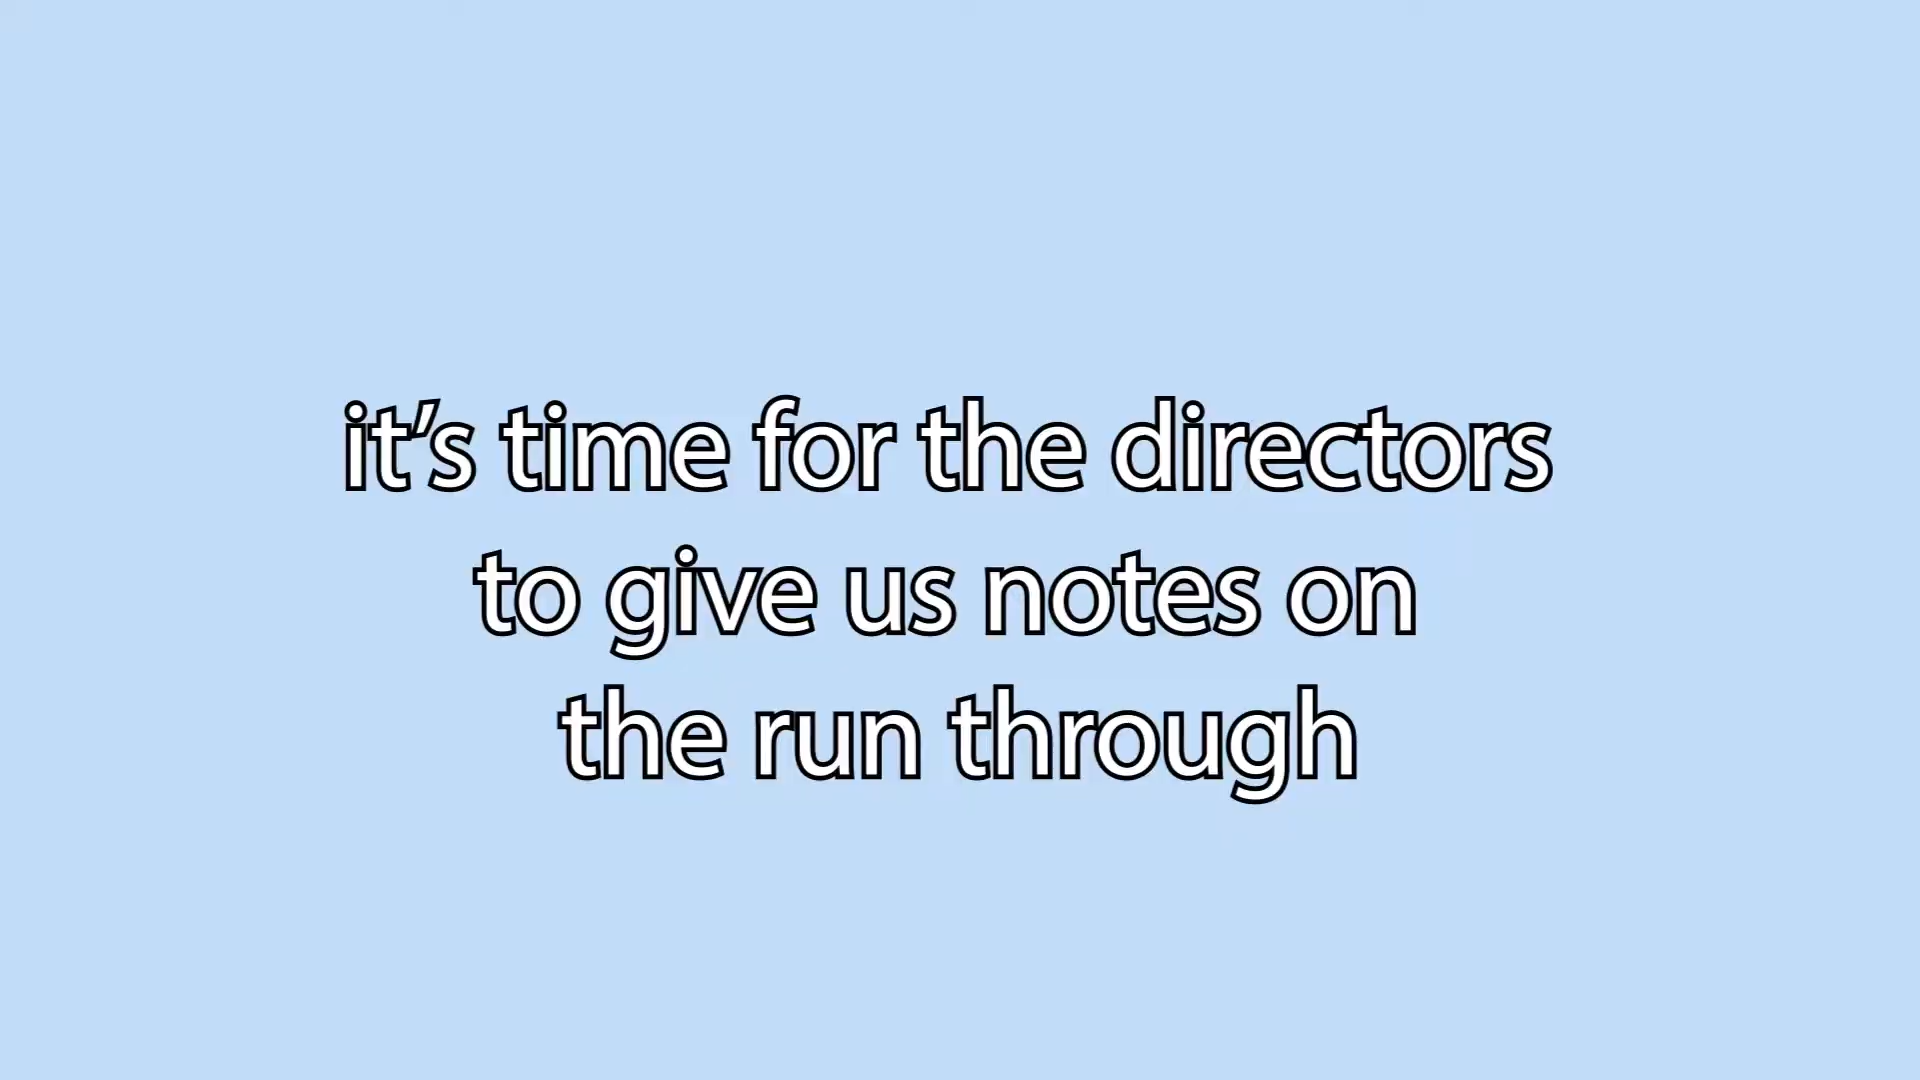 it’s time for the directors
to give us notes on
the run through